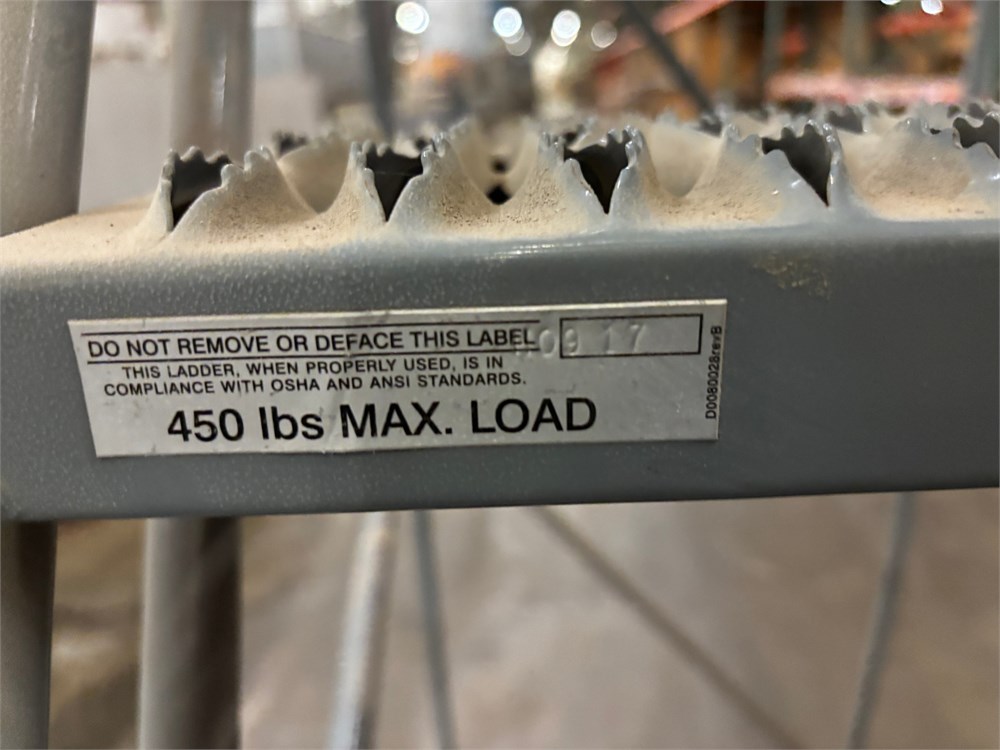 DO NOT REMOVE OR DEFACE THIS LABEL
09 17
THIS LADDER, WHEN PROPERLY USED, IS IN
COMPLIANCE WITH OSHA AND ANSI STANDARDS.
450 lbs MAX. LOAD
D0080028revB